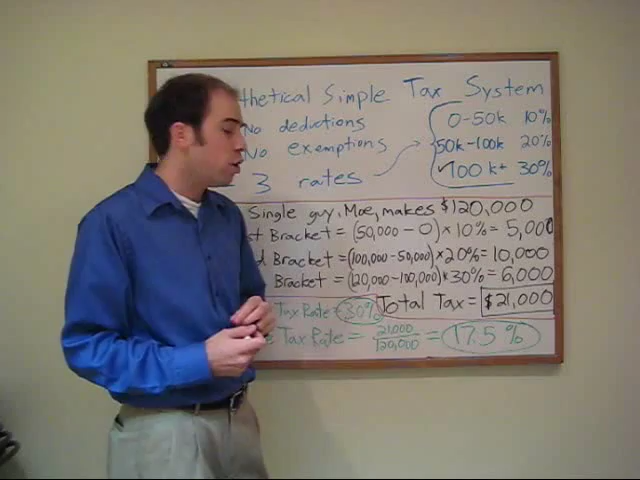 thetical Simple Tax System
No deductions
No exemptions
3 rates
0-50k 10%
50k-100k 20%
✓100k+ 30%
Single guy, Moe, makes $120,000
t Bracket = (50,000-0)×10% = 5,000
d Bracket = (100,000-50,000)*20% = 10,000
Bracket = (120,000-100,000)*30% = 6,000
Total Tax = $21,000
Tax Rate = 30%
e Tax Rate = 21,000/120,000 = 17.5%